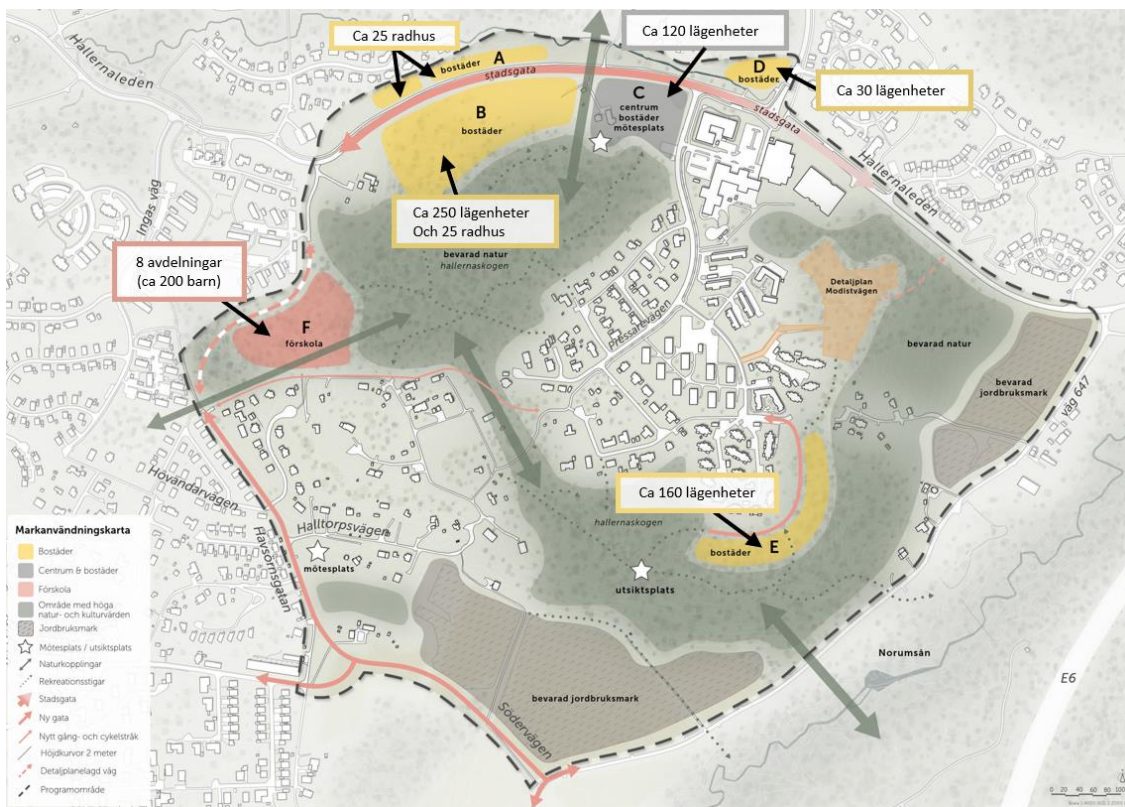 Ca 25 radhus
Ca 120 lägenheter
Ca 30 lägenheter
Hallernaleden
A
bostäder
stadsgata
B
bostäder
C
centrum
bostäder
mötesplats
D
bostäder
stadsgata
Hallernaleden
Ingas väg
Ca 250 lägenheter
Och 25 radhus
8 avdelningar
(ca 200 barn)
bevarad natur
hallernaskogen
F
förskola
Pressarevägen
Detaljplan
Modistvägen
bevarad natur
bevarad
jordbruksmark
väg 647
Hövändarvägen
Halltorpsvägen
Havsörnsgatan
mötesplats
Ca 160 lägenheter
hallernaskogen
bostäder
E
utsiktsplats
Norumsån
E6
bevarad jordbruksmark
Södervägen
Markanvändningskarta
Bostäder
Centrum & bostäder
Förskola
Område med höga
natur- och kulturvärden
Jordbruksmark
Mötesplats / utsiktsplats
Naturkopplingar
Rekreationsstigar
Stadsgata
Ny gata
Nytt gång- och cykelstråk
Höjdkurvor 2 meter
Detaljplanelagd väg
Programområde
0 20 40 60 80 100